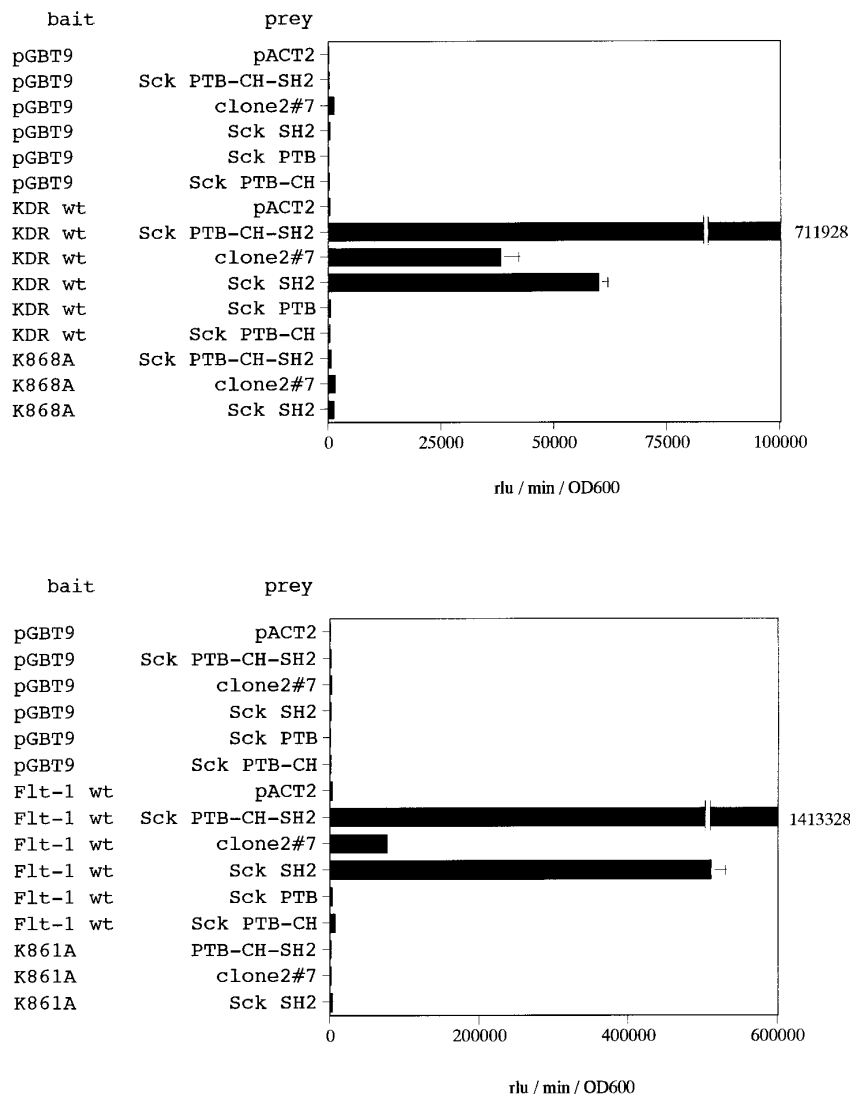 bait prey
pGBT9 pACT2
pGBT9 Sck PTB-CH-SH2
pGBT9 clone2#7
pGBT9 Sck SH2
pGBT9 Sck PTB
pGBT9 Sck PTB-CH
KDR wt pACT2
KDR wt Sck PTB-CH-SH2 711928
KDR wt clone2#7
KDR wt Sck SH2
KDR wt Sck PTB
KDR wt Sck PTB-CH
K868A Sck PTB-CH-SH2
K868A clone2#7
K868A Sck SH2
0 25000 50000 75000 100000
rlu / min / OD600
bait prey
pGBT9 pACT2
pGBT9 Sck PTB-CH-SH2
pGBT9 clone2#7
pGBT9 Sck SH2
pGBT9 Sck PTB
pGBT9 Sck PTB-CH
Flt-1 wt pACT2
Flt-1 wt Sck PTB-CH-SH2 1413328
Flt-1 wt clone2#7
Flt-1 wt Sck SH2
Flt-1 wt Sck PTB
Flt-1 wt Sck PTB-CH
K861A PTB-CH-SH2
K861A clone2#7
K861A Sck SH2
0 200000 400000 600000
rlu / min / OD600